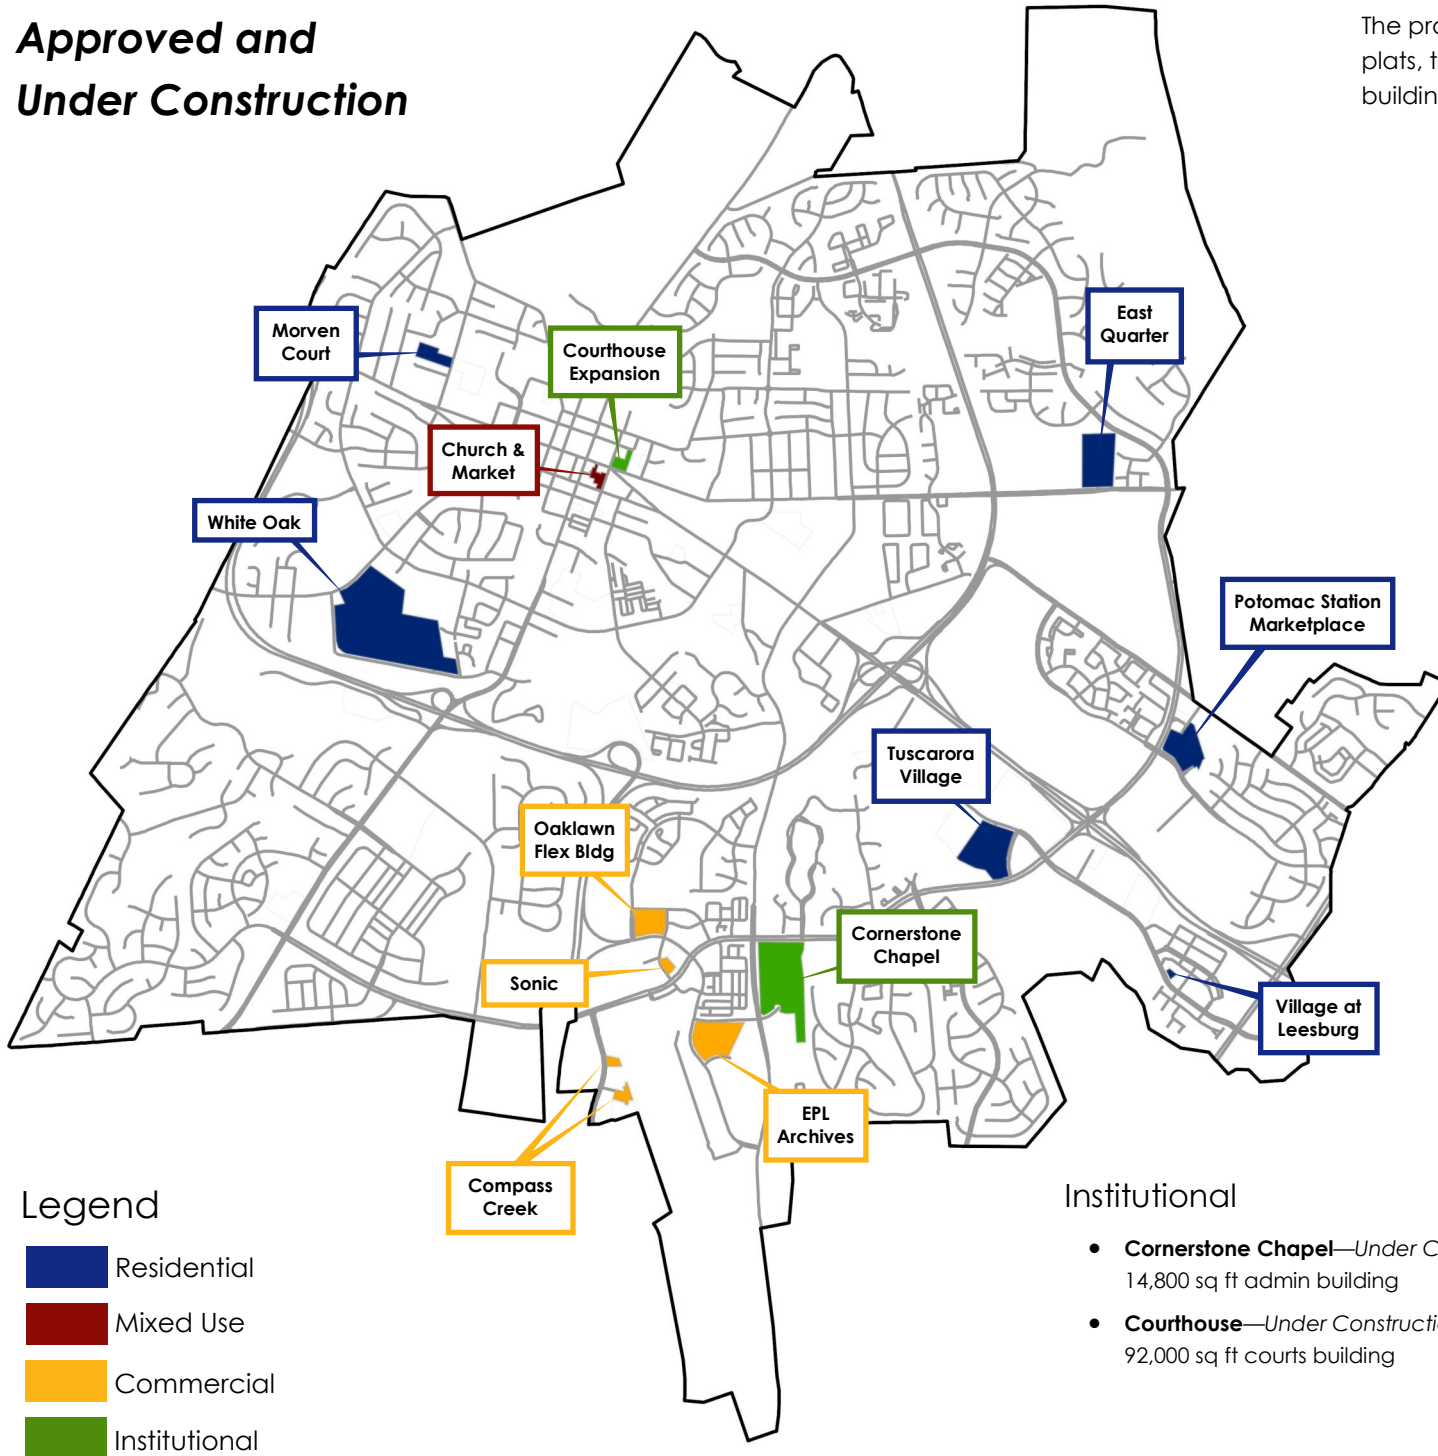 Approved and
Under Construction
The pro
plats, t
buildin
Morven
Court
Courthouse
Expansion
East
Quarter
Church &
Market
White Oak
Potomac Station
Marketplace
Tuscarora
Village
Oaklawn
Flex Bldg
Cornerstone
Chapel
Sonic
Village at
Leesburg
EPL
Archives
Compass
Creek
Legend
Residential
Mixed Use
Commercial
Institutional
Institutional
• Cornerstone Chapel—Under C
14,800 sq ft admin building
• Courthouse—Under Constructi
92,000 sq ft courts building